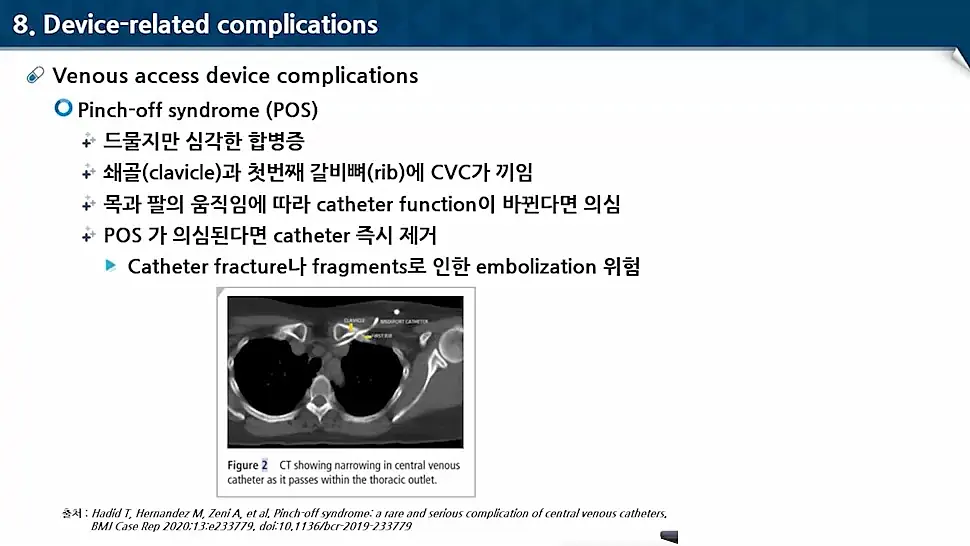 8. Device-related complications
Venous access device complications
Pinch-off syndrome (POS)
드물지만 심각한 합병증
쇄골(clavicle)과 첫번째 갈비뼈(rib)에 CVC가 끼임
목과 팔의 움직임에 따라 catheter function이 바뀐다면 의심
POS 가 의심된다면 catheter 즉시 제거
Catheter fracture나 fragments로 인한 embolization 위험
CLAVICLE
CATHETER
FIRST RIB
Figure 2 CT showing narrowing in central venous
catheter as it passes within the thoracic outlet.
출처 : Hadid T, Hernandez M, Zeni A, et al. Pinch-off syndrome: a rare and serious complication of central venous catheters.
BMJ Case Rep 2020;13:e233779. doi:10.1136/bcr-2019-233779